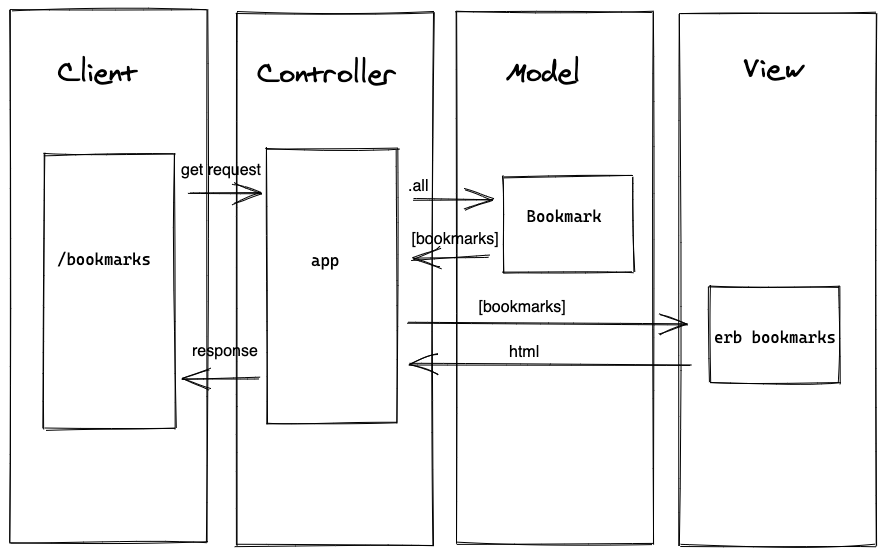 Client
Controller
Model
View
get request
.all
Bookmark
[bookmarks]
/bookmarks
app
[bookmarks]
erb bookmarks
html
response